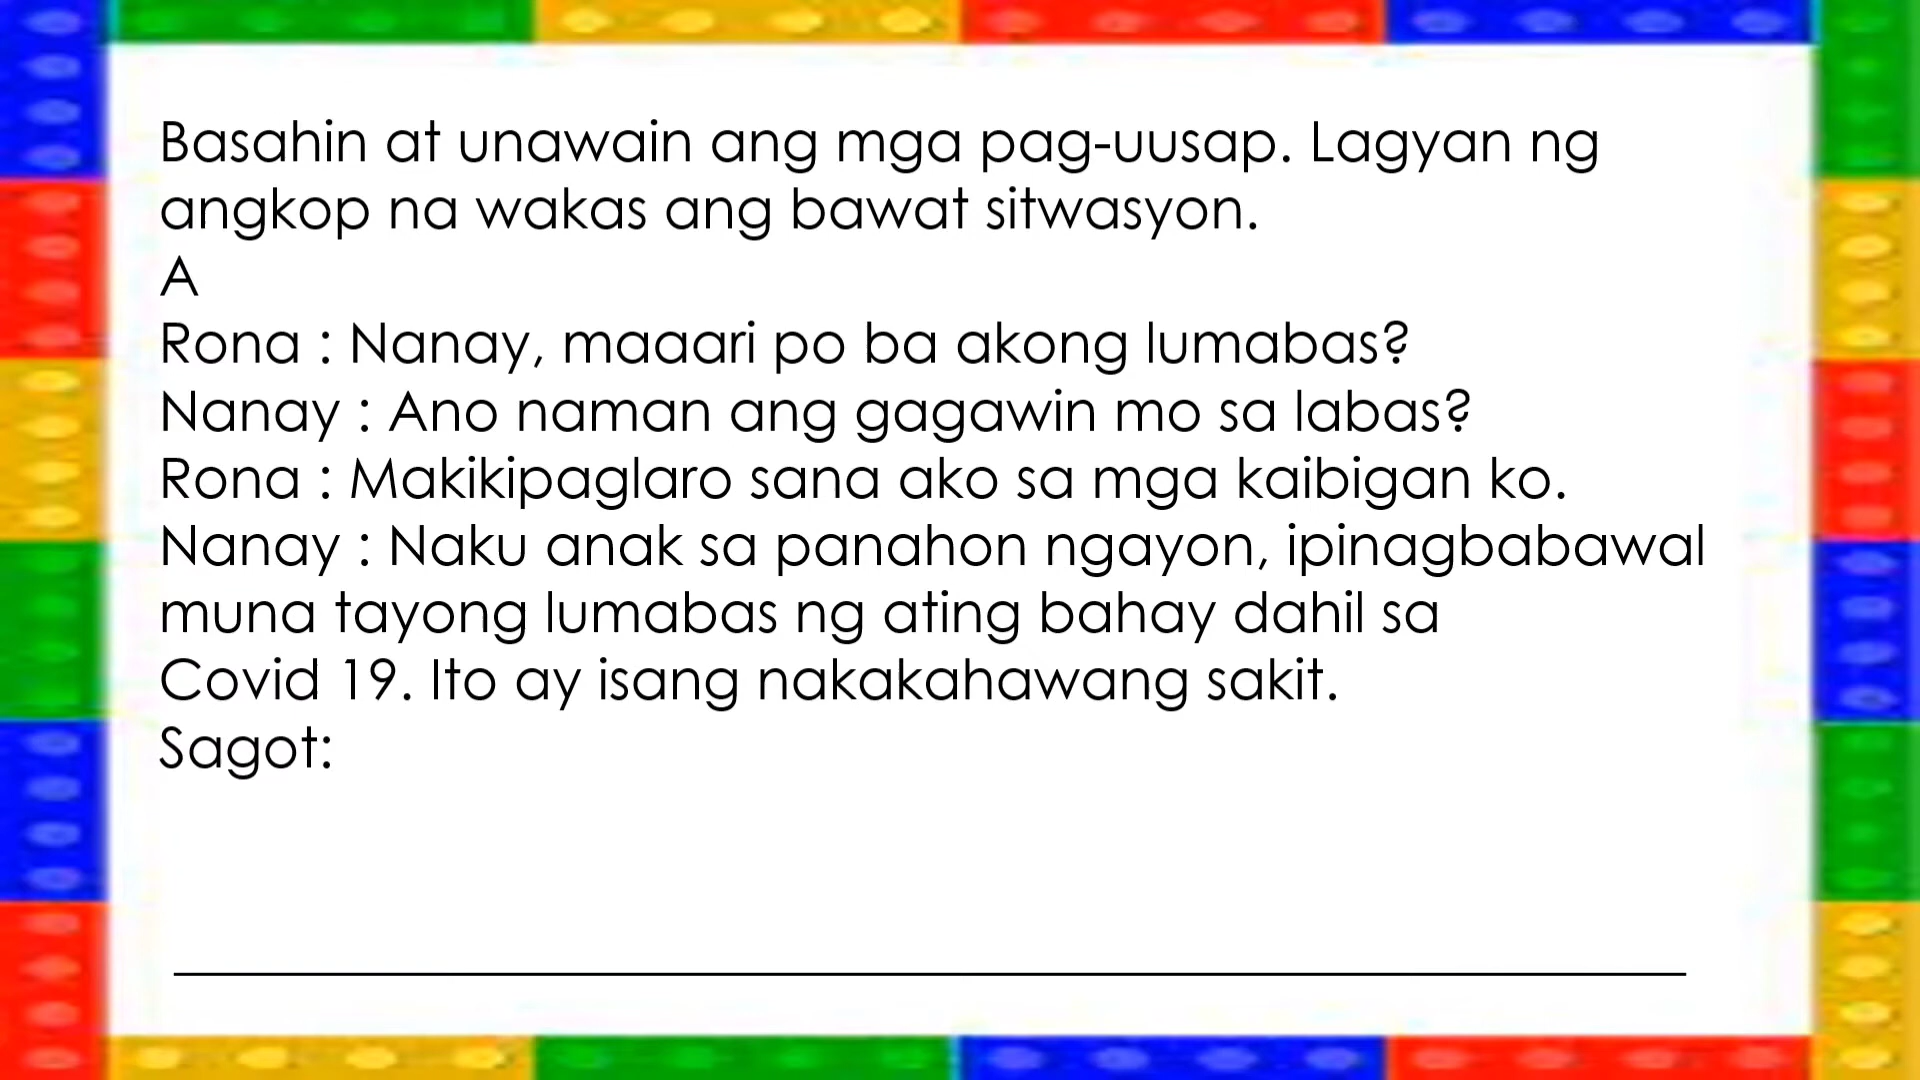 Basahin at unawain ang mga pag-uusap. Lagyan ng
angkop na wakas ang bawat sitwasyon.
A
Rona : Nanay, maaari po ba akong lumabas?
Nanay : Ano naman ang gagawin mo sa labas?
Rona : Makikipaglaro sana ako sa mga kaibigan ko.
Nanay : Naku anak sa panahon ngayon, ipinagbabawal
muna tayong lumabas ng ating bahay dahil sa
Covid 19. Ito ay isang nakakahawang sakit.
Sagot: